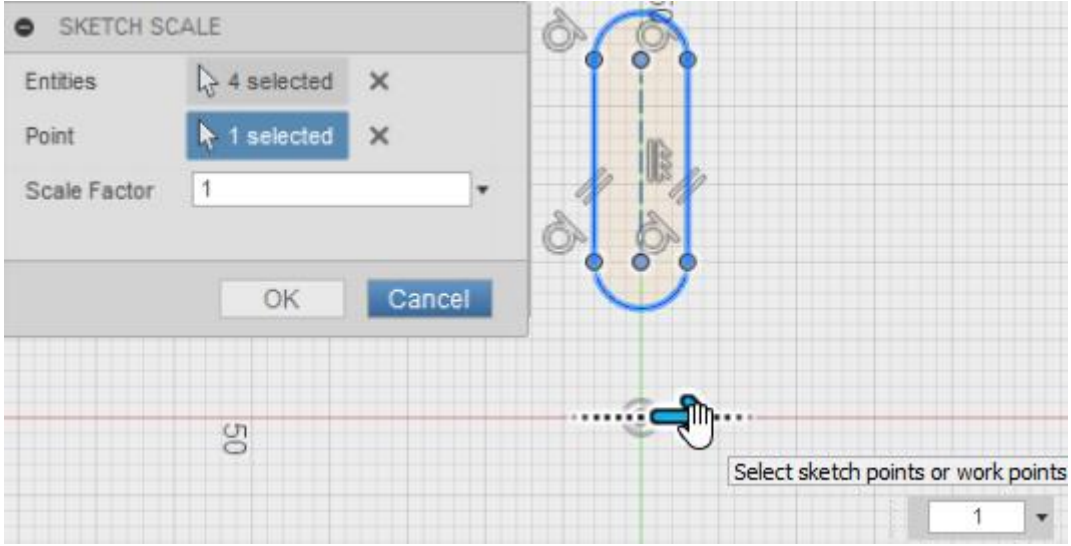 SKETCH SCALE
50
Entities 4 selected
Point 1 selected
Scale Factor 1
OK Cancel
50
Select sketch points or work points
1